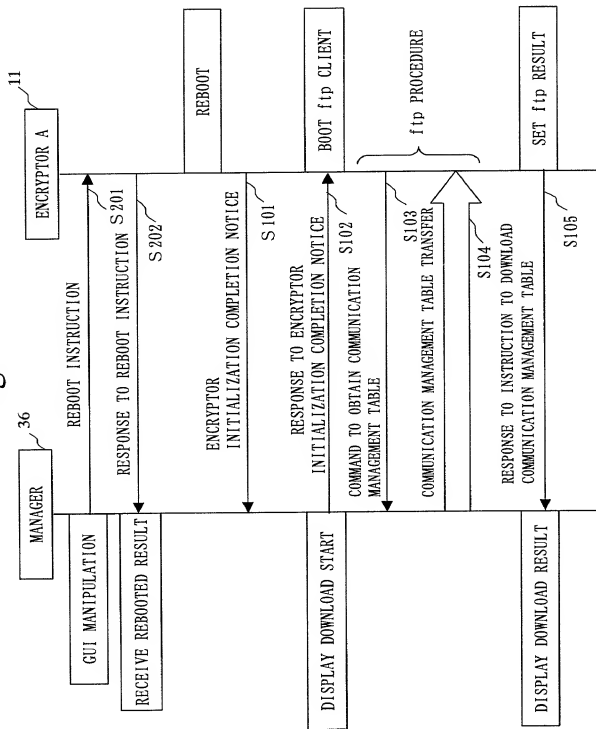 MANAGER
36
ENCRYPTOR A
11
GUI MANIPULATION
REBOOT INSTRUCTION
S201
RECEIVE REBOOTED RESULT
RESPONSE TO REBOOT INSTRUCTION
S202
REBOOT
ENCRYPTOR
INITIALIZATION COMPLETION NOTICE
S101
DISPLAY DOWNLOAD START
RESPONSE TO ENCRYPTOR
INITIALIZATION COMPLETION NOTICE
S102
BOOT ftp CLIENT
COMMAND TO OBTAIN COMMUNICATION
MANAGEMENT TABLE
S103
ftp PROCEDURE
COMMUNICATION MANAGEMENT TABLE TRANSFER
S104
DISPLAY DOWNLOAD RESULT
RESPONSE TO INSTRUCTION TO DOWNLOAD
COMMUNICATION MANAGEMENT TABLE
S105
SET ftp RESULT